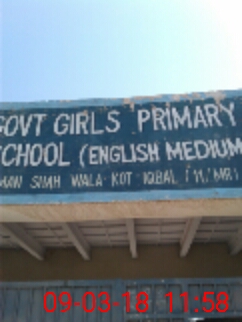 GOVT GIRLS PRIMARY
SCHOOL (ENGLISH MEDIUM
SHAH WALA KOT IQBAL
09-03-18 11:58